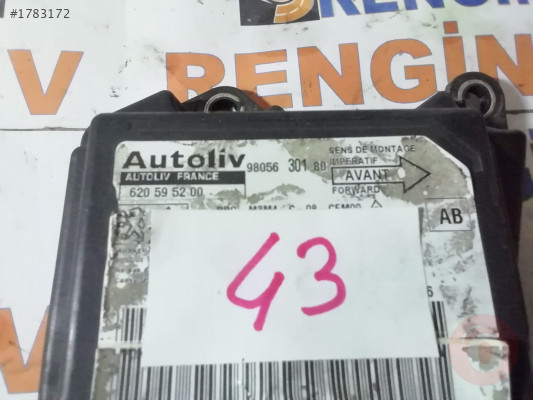 #1783172
RENGİN
V RENGİN
Autoliv
98056 301 80
SENS DE MONTAGE
IMPERATIF
AUTOLIV FRANCE
AVANT
620 59 52 00
FORWARD
AB
43
6
V